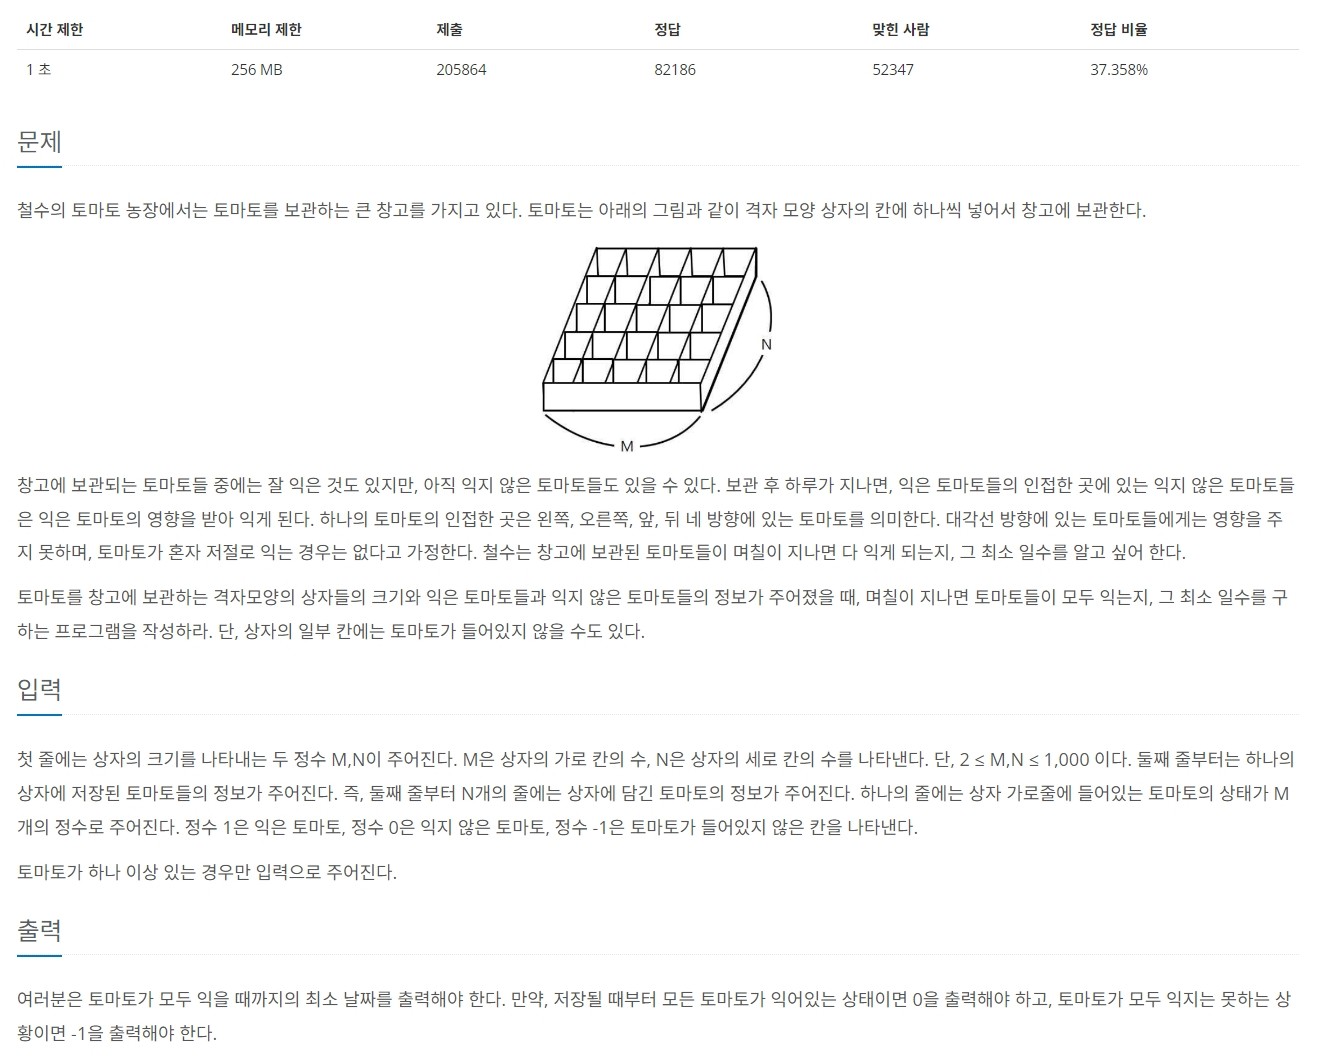 시간 제한 메모리 제한 제출 정답 맞힌 사람 정답 비율
1 초 256 MB 205864 82186 52347 37.358%
문제
철수의 토마토 농장에서는 토마토를 보관하는 큰 창고를 가지고 있다. 토마토는 아래의 그림과 같이 격자 모양 상자의 칸에 하나씩 넣어서 창고에 보관한다.
N
M
창고에 보관되는 토마토들 중에는 잘 익은 것도 있지만, 아직 익지 않은 토마토들도 있을 수 있다. 보관 후 하루가 지나면, 익은 토마토들의 인접한 곳에 있는 익지 않은 토마토들
은 익은 토마토의 영향을 받아 익게 된다. 하나의 토마토의 인접한 곳은 왼쪽, 오른쪽, 앞, 뒤 네 방향에 있는 토마토를 의미한다. 대각선 방향에 있는 토마토들에게는 영향을 주
지 못하며, 토마토가 혼자 저절로 익는 경우는 없다고 가정한다. 철수는 창고에 보관된 토마토들이 며칠이 지나면 다 익게 되는지, 그 최소 일수를 알고 싶어 한다.
토마토를 창고에 보관하는 격자모양의 상자들의 크기와 익은 토마토들과 익지 않은 토마토들의 정보가 주어졌을 때, 며칠이 지나면 토마토들이 모두 익는지, 그 최소 일수를 구
하는 프로그램을 작성하라. 단, 상자의 일부 칸에는 토마토가 들어있지 않을 수도 있다.
입력
첫 줄에는 상자의 크기를 나타내는 두 정수 M,N이 주어진다. M은 상자의 가로 칸의 수, N은 상자의 세로 칸의 수를 나타낸다. 단, 2 ≤ M,N ≤ 1,000 이다. 둘째 줄부터는 하나의
상자에 저장된 토마토들의 정보가 주어진다. 즉, 둘째 줄부터 N개의 줄에는 상자에 담긴 토마토의 정보가 주어진다. 하나의 줄에는 상자 가로줄에 들어있는 토마토의 상태가 M
개의 정수로 주어진다. 정수 1은 익은 토마토, 정수 0은 익지 않은 토마토, 정수 -1은 토마토가 들어있지 않은 칸을 나타낸다.
토마토가 하나 이상 있는 경우만 입력으로 주어진다.
출력
여러분은 토마토가 모두 익을 때까지의 최소 날짜를 출력해야 한다. 만약, 저장될 때부터 모든 토마토가 익어있는 상태이면 0을 출력해야 하고, 토마토가 모두 익지는 못하는 상
황이면 -1을 출력해야 한다.